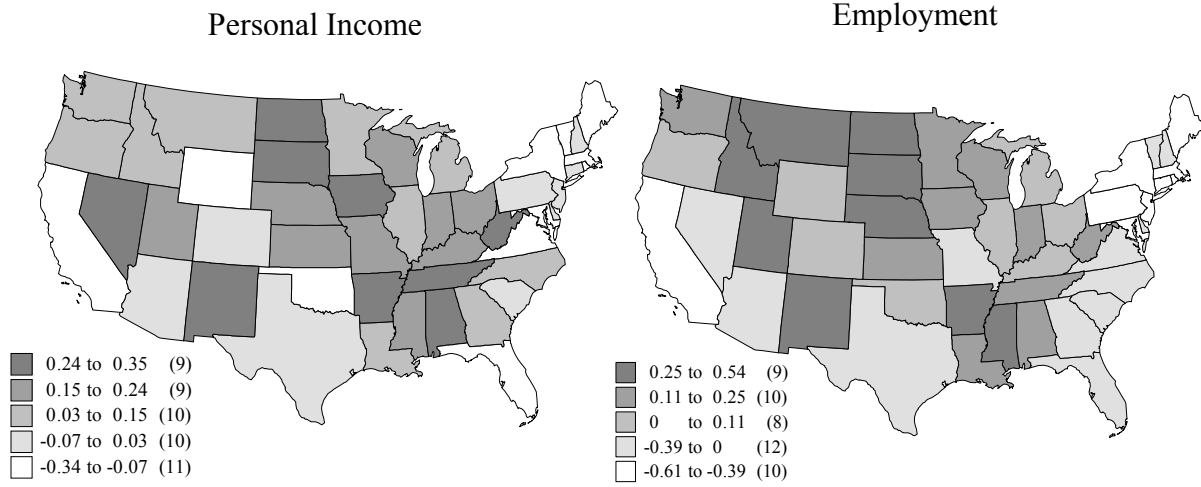 Personal Income
Employment
0.24 to 0.35 (9)
0.15 to 0.24 (9)
0.03 to 0.15 (10)
-0.07 to 0.03 (10)
-0.34 to -0.07 (11)
0.25 to 0.54 (9)
0.11 to 0.25 (10)
0 to 0.11 (8)
-0.39 to 0 (12)
-0.61 to -0.39 (10)